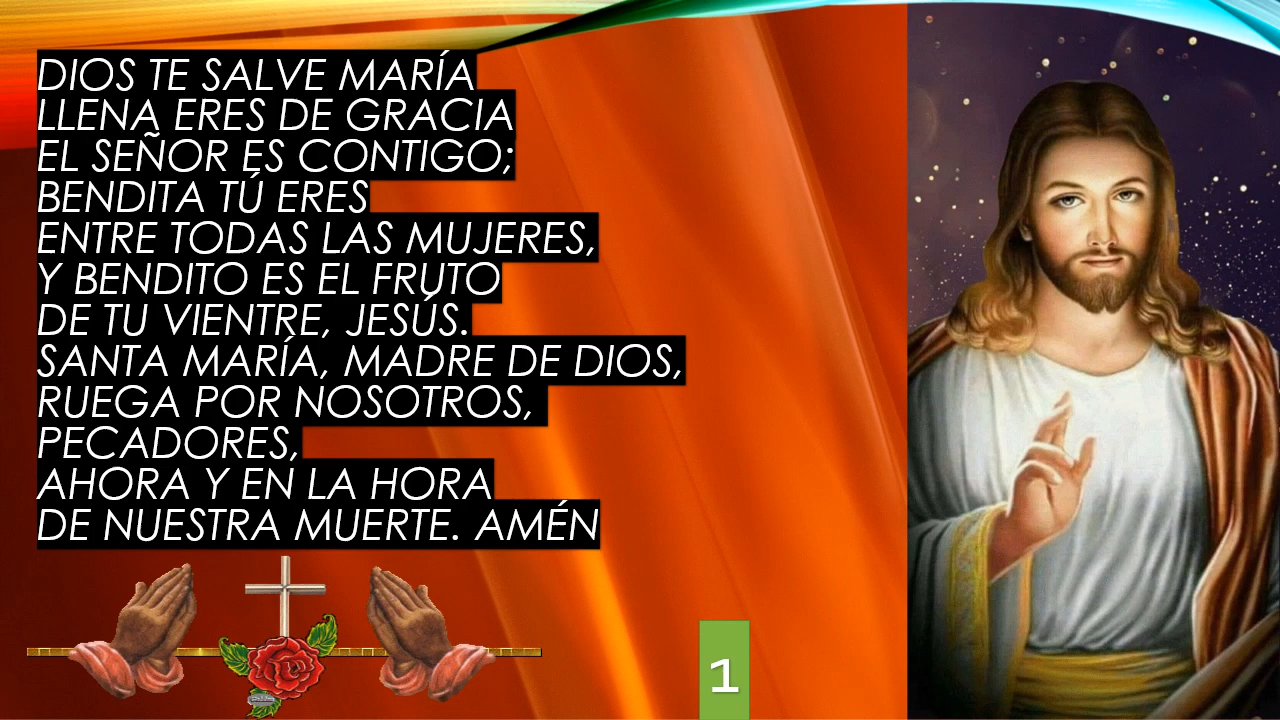 DIOS TE SALVE MARÍA
LLENA ERES DE GRACIA
EL SEÑOR ES CONTIGO;
BENDITA TÚ ERES
ENTRE TODAS LAS MUJERES,
Y BENDITO ES EL FRUTO
DE TU VIENTRE, JESÚS.
SANTA MARÍA, MADRE DE DIOS,
RUEGA POR NOSOTROS,
PECADORES,
AHORA Y EN LA HORA
DE NUESTRA MUERTE. AMÉN
1